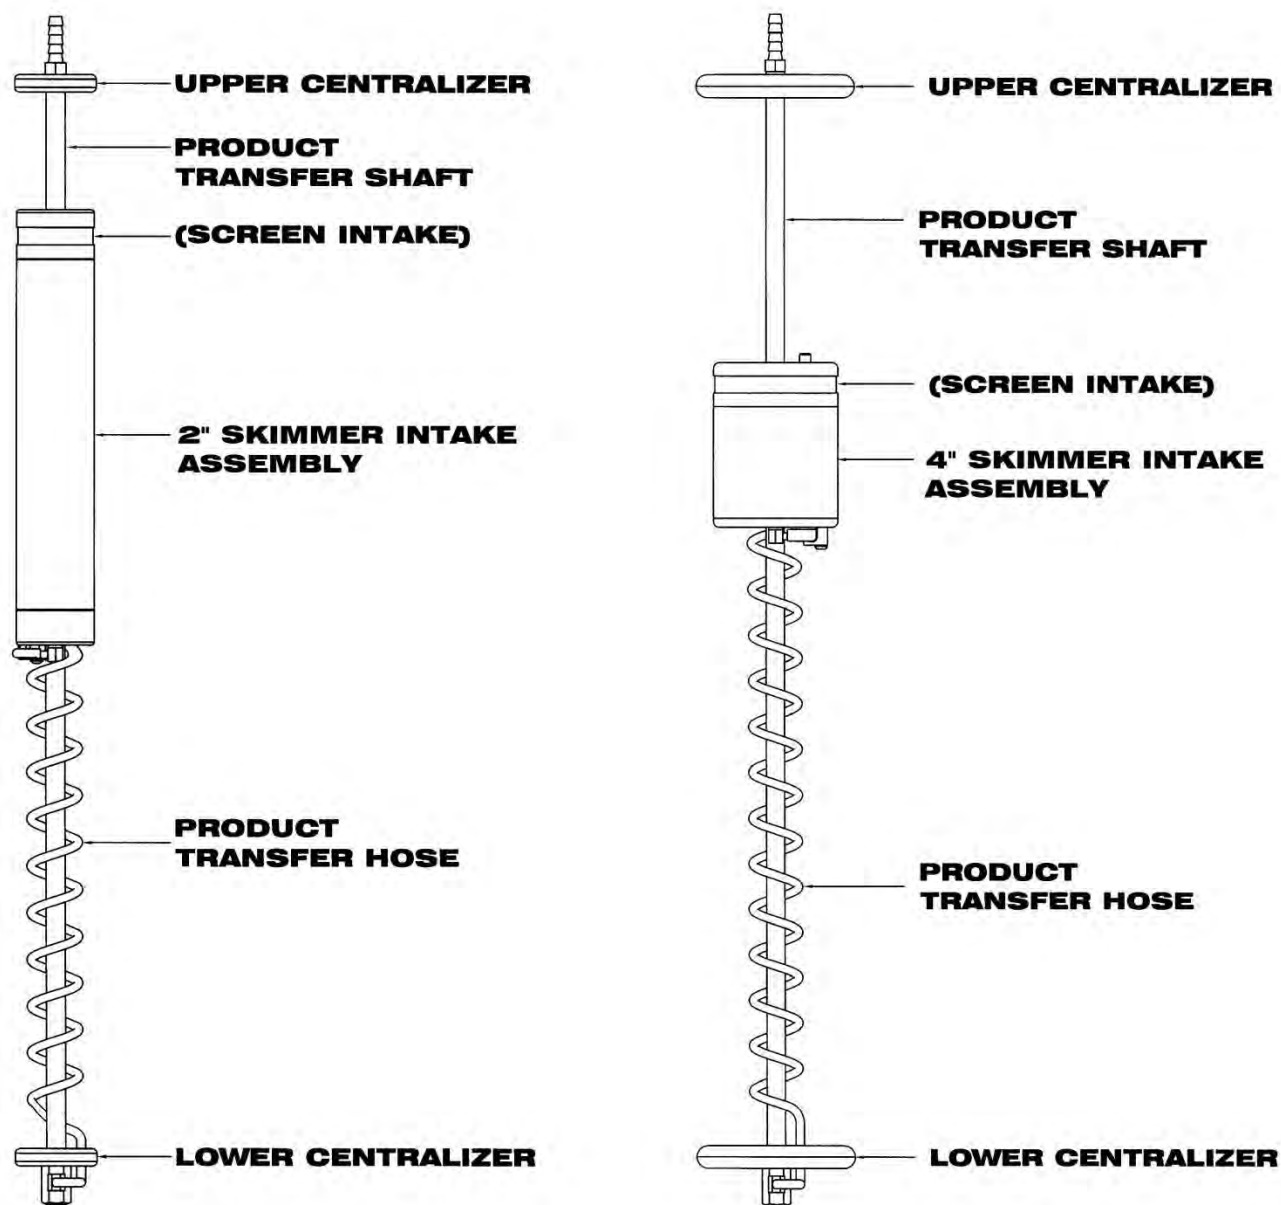 UPPER CENTRALIZER
PRODUCT
TRANSFER SHAFT
(SCREEN INTAKE)
2" SKIMMER INTAKE
ASSEMBLY
PRODUCT
TRANSFER HOSE
LOWER CENTRALIZER
UPPER CENTRALIZER
PRODUCT
TRANSFER SHAFT
(SCREEN INTAKE)
4" SKIMMER INTAKE
ASSEMBLY
PRODUCT
TRANSFER HOSE
LOWER CENTRALIZER